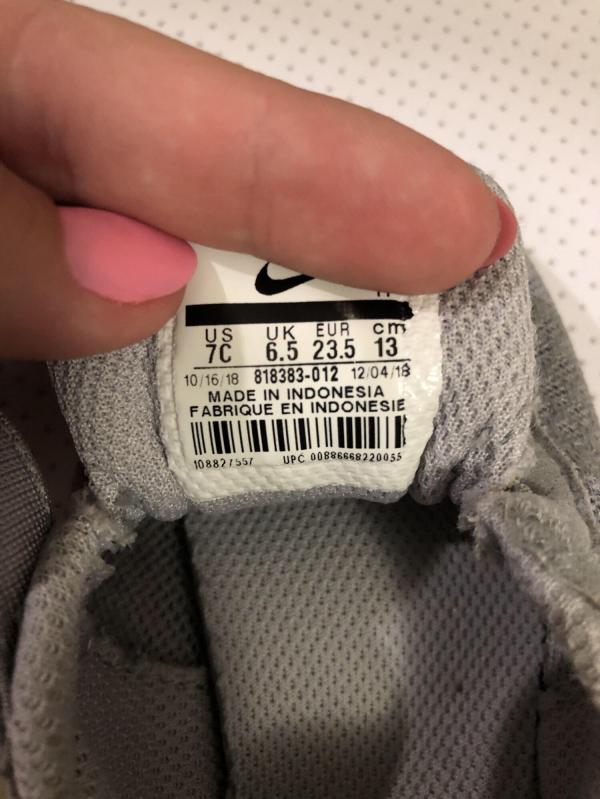 US UK EUR cm
7C 6.5 23.5 13
10/16/18 818383-012 12/04/18
MADE IN INDONESIA
FABRIQUE EN INDONESIE
108827557 UPC 00886668220055